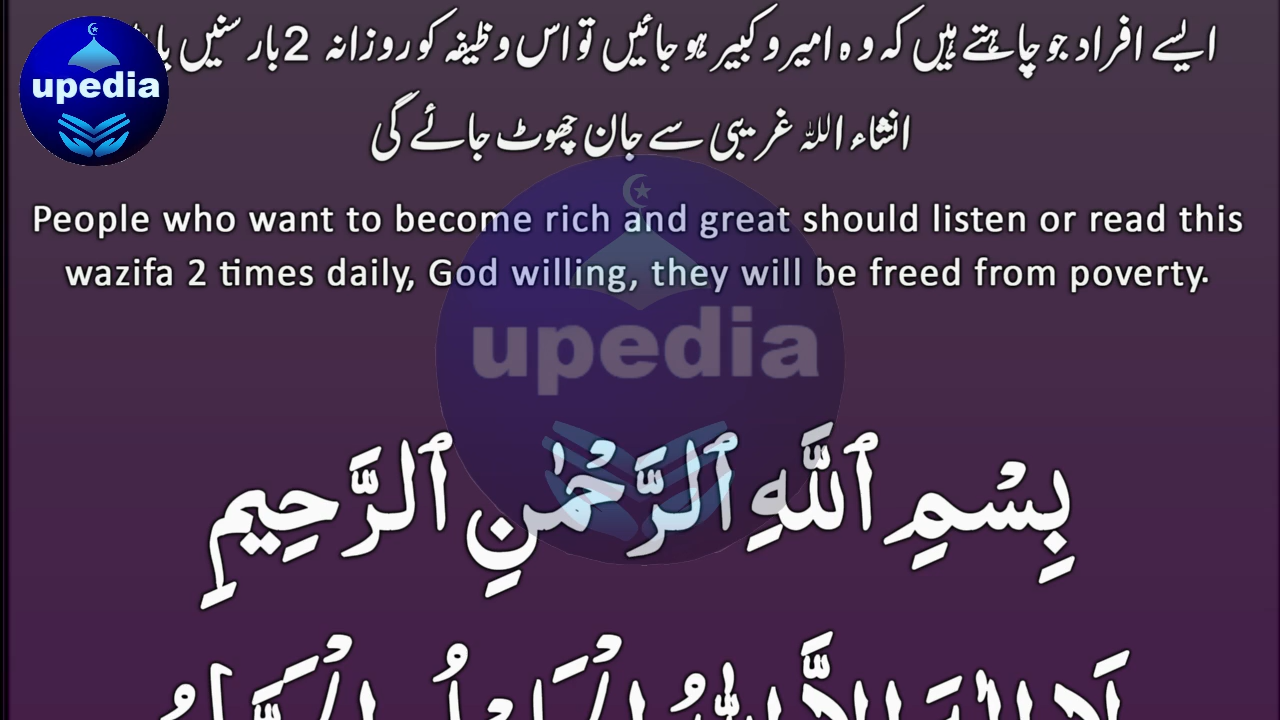 ایسے افراد جو چاہتے ہیں کہ وہ امیر و کبیر ہو جائیں تو اس وظیفہ کو روزانہ 2 بار سنیں یا
upedia
انشاء اللہ غریبی سے جان چھوٹ جائے گی
People who want to become rich and great should listen or read this
wazifa 2 times daily, God willing, they will be freed from poverty.
upedia
بِسْمِ ٱللَّهِ ٱلرَّحْمَٰنِ ٱلرَّحِيمِ